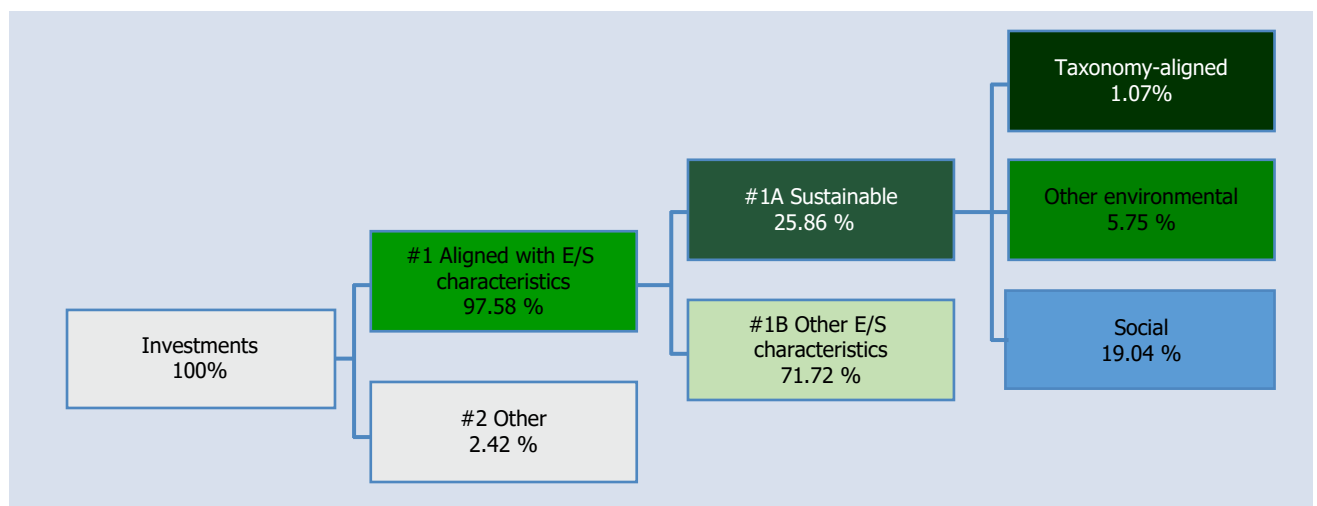 Investments
100%
#1 Aligned with E/S
characteristics
97.58 %
#2 Other
2.42 %
#1A Sustainable
25.86 %
#1B Other E/S
characteristics
71.72 %
Taxonomy-aligned
1.07%
Other environmental
5.75 %
Social
19.04 %